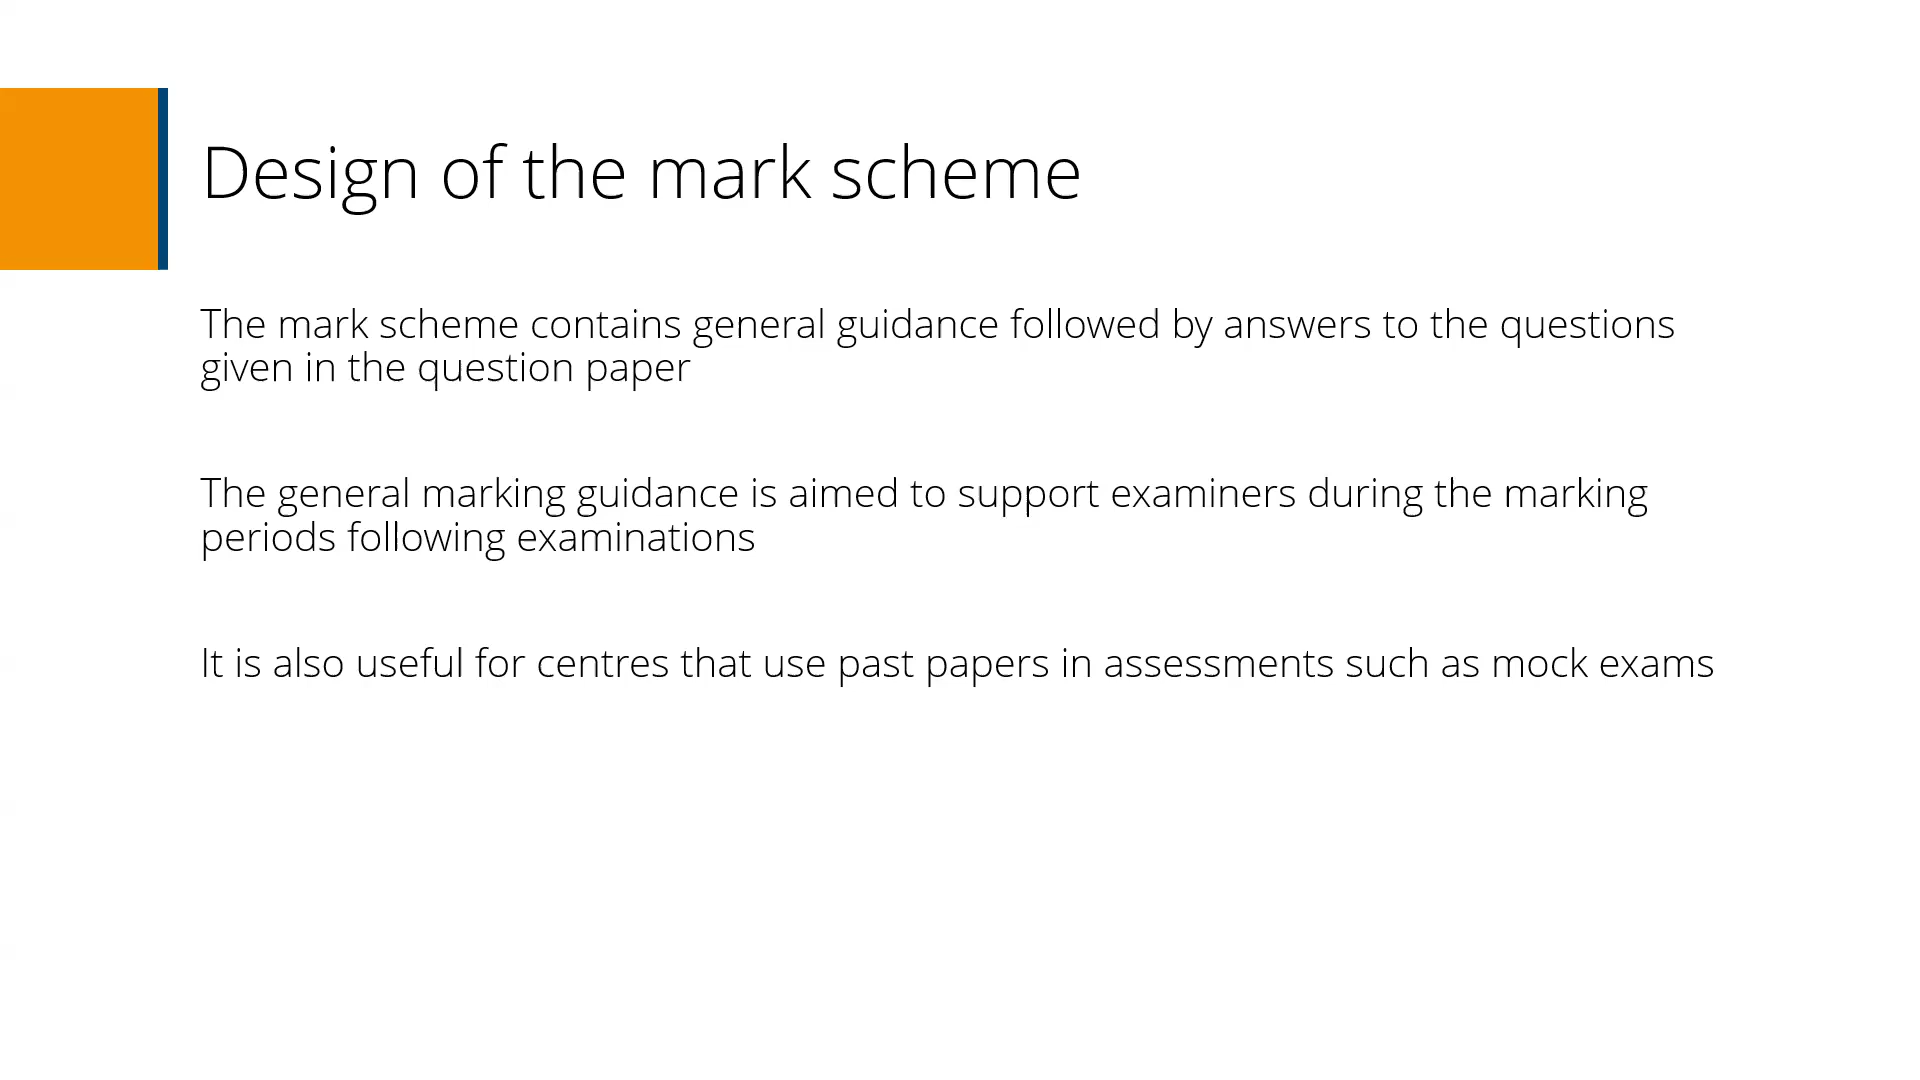 Design of the mark scheme
The mark scheme contains general guidance followed by answers to the questions
given in the question paper
The general marking guidance is aimed to support examiners during the marking
periods following examinations
It is also useful for centres that use past papers in assessments such as mock exams